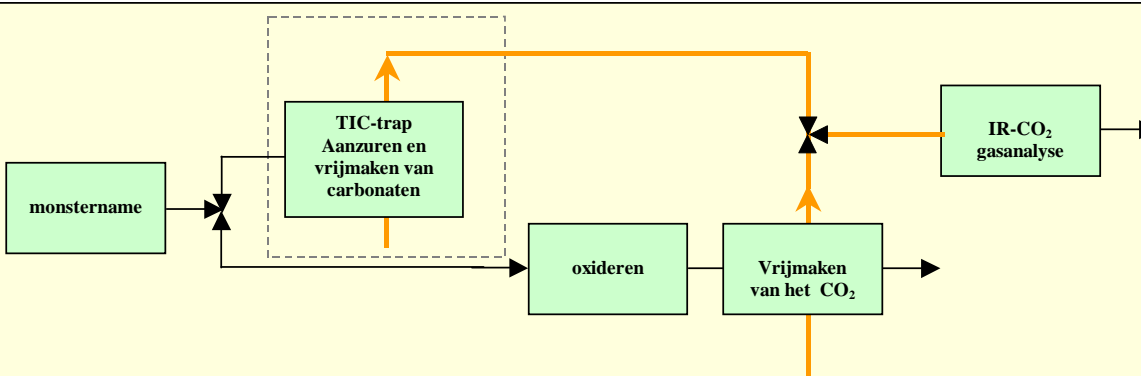 monstername
TIC-trap
Aanzuren en
vrijmaken van
carbonaten
oxideren
Vrijmaken
van het CO₂
IR-CO₂
gasanalyse